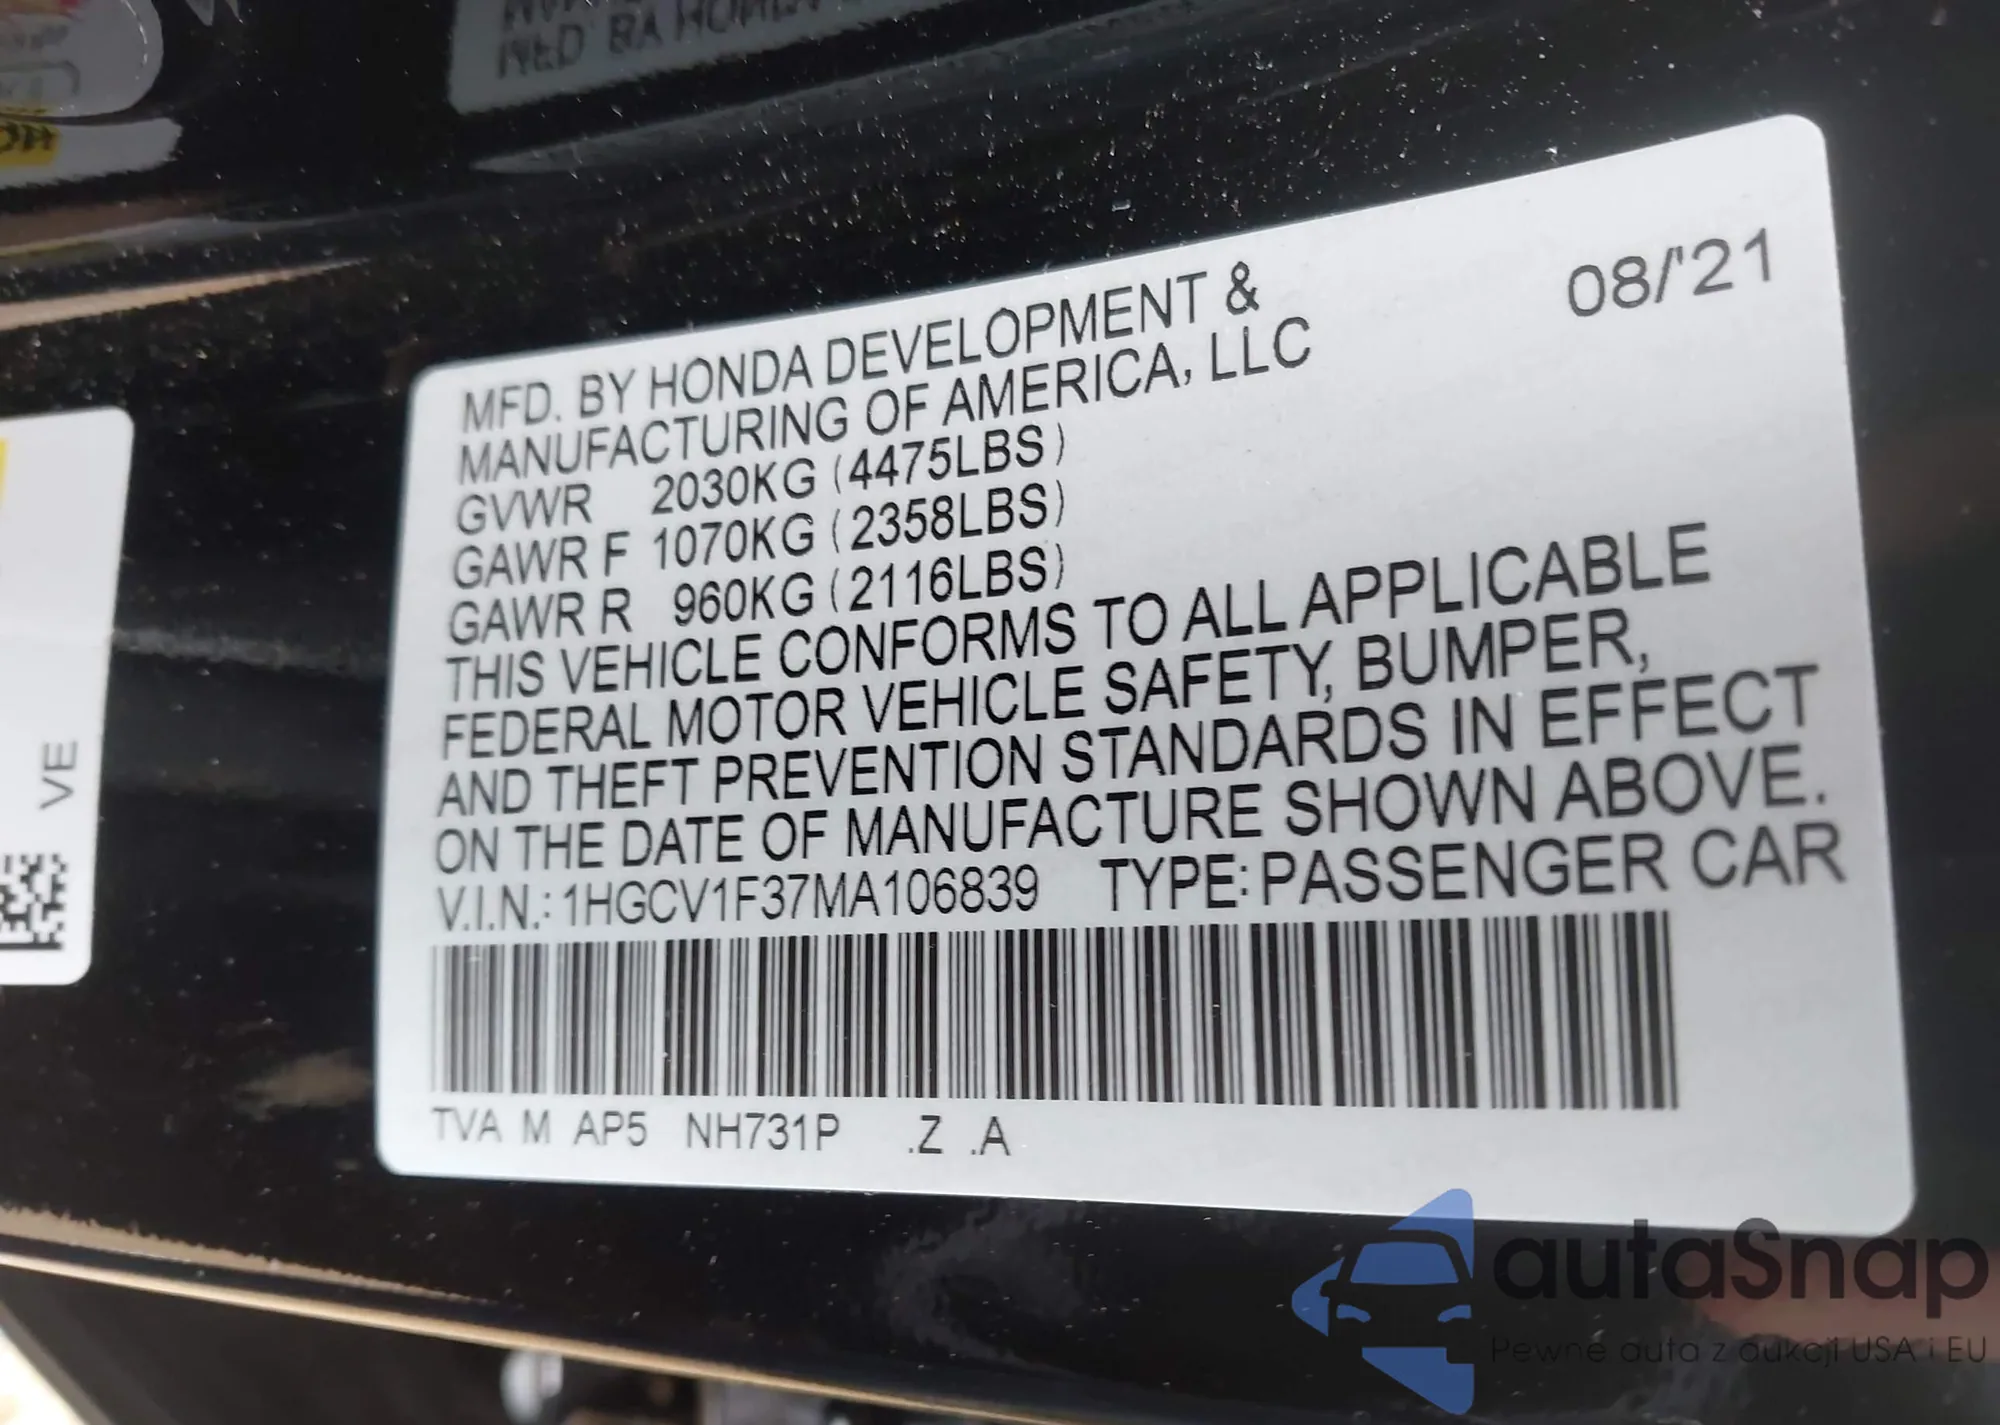 MFD. BY HONDA DEVELOPMENT &
MANUFACTURING OF AMERICA, LLC
08/'21
GVWR 2030KG (4475LBS)
GAWR F 1070KG (2358LBS)
GAWR R 960KG (2116LBS)
THIS VEHICLE CONFORMS TO ALL APPLICABLE
FEDERAL MOTOR VEHICLE SAFETY, BUMPER,
AND THEFT PREVENTION STANDARDS IN EFFECT
ON THE DATE OF MANUFACTURE SHOWN ABOVE.
V.I.N.: 1HGCV1F37MA106839 TYPE: PASSENGER CAR
TVA M AP5 NH731P .Z .A
VE
autaSnap
Pewne auta z aukcji USA i EU